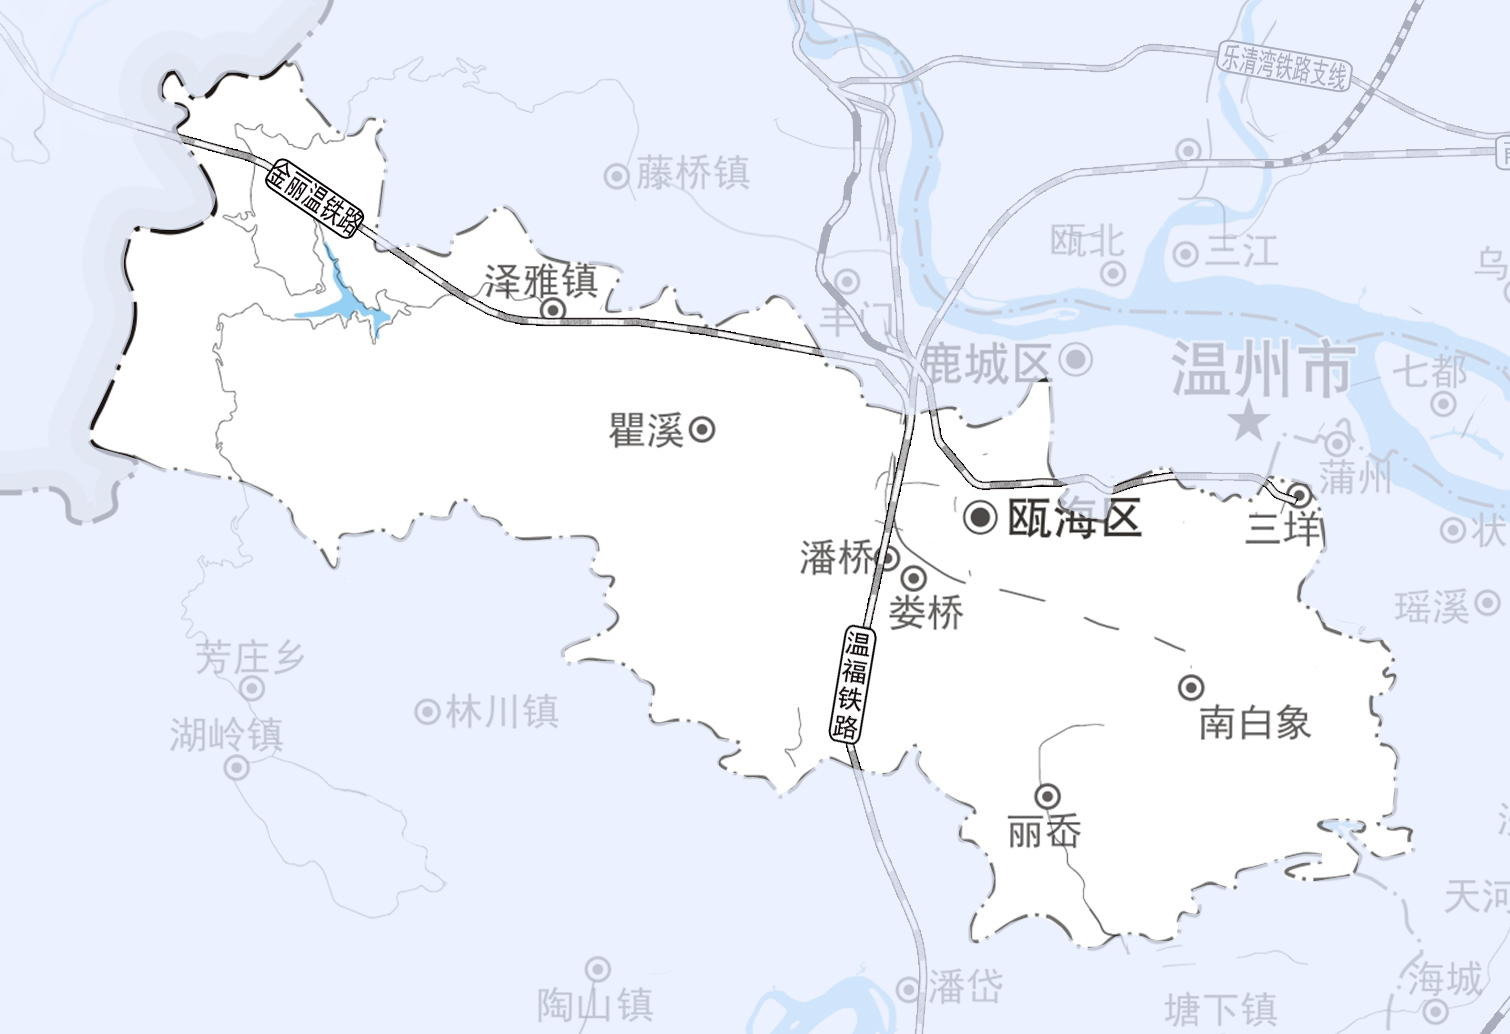 乐清湾铁路支线
藤桥镇
金丽温铁路
瓯北
三江
泽雅镇
丰门
鹿城区
温州市
七都
瞿溪
蒲州
瓯海区
三垟
状
潘桥
娄桥
瑶溪
芳庄乡
温福铁路
林川镇
湖岭镇
南白象
丽岙
天河
陶山镇
潘岱
海城
塘下镇